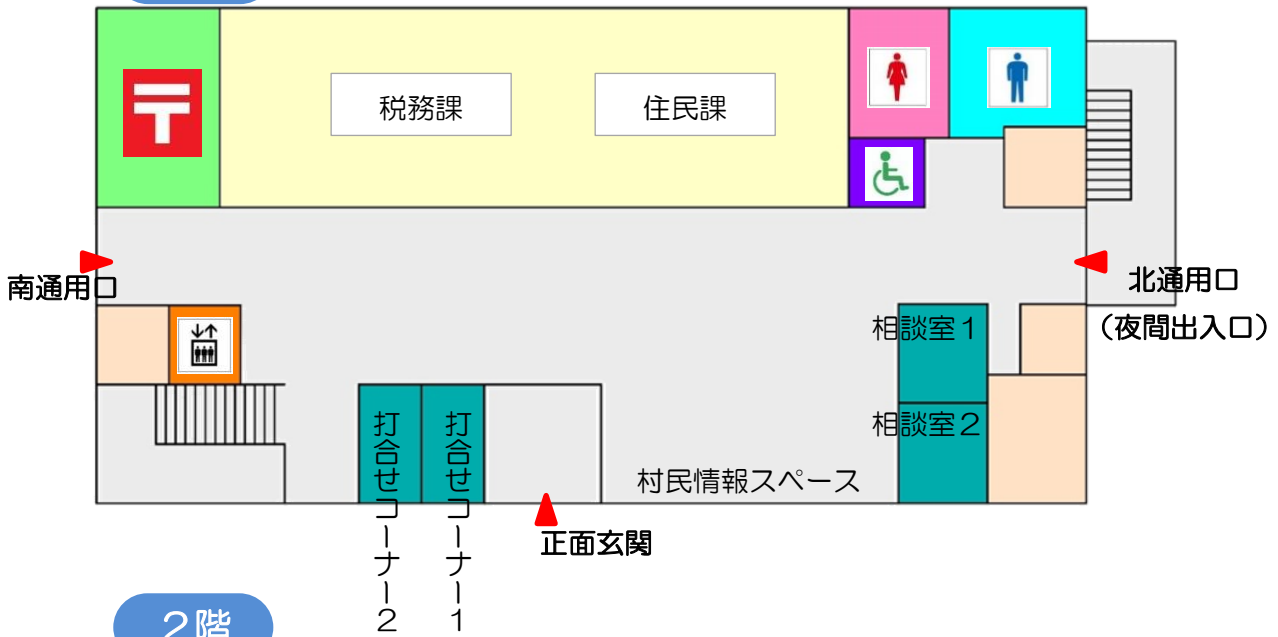 税務課
住民課
南通用口
北通用口
（夜間出入口）
相談室１
相談室２
打合せコーナー２
打合せコーナー１
村民情報スペース
正面玄関
２階